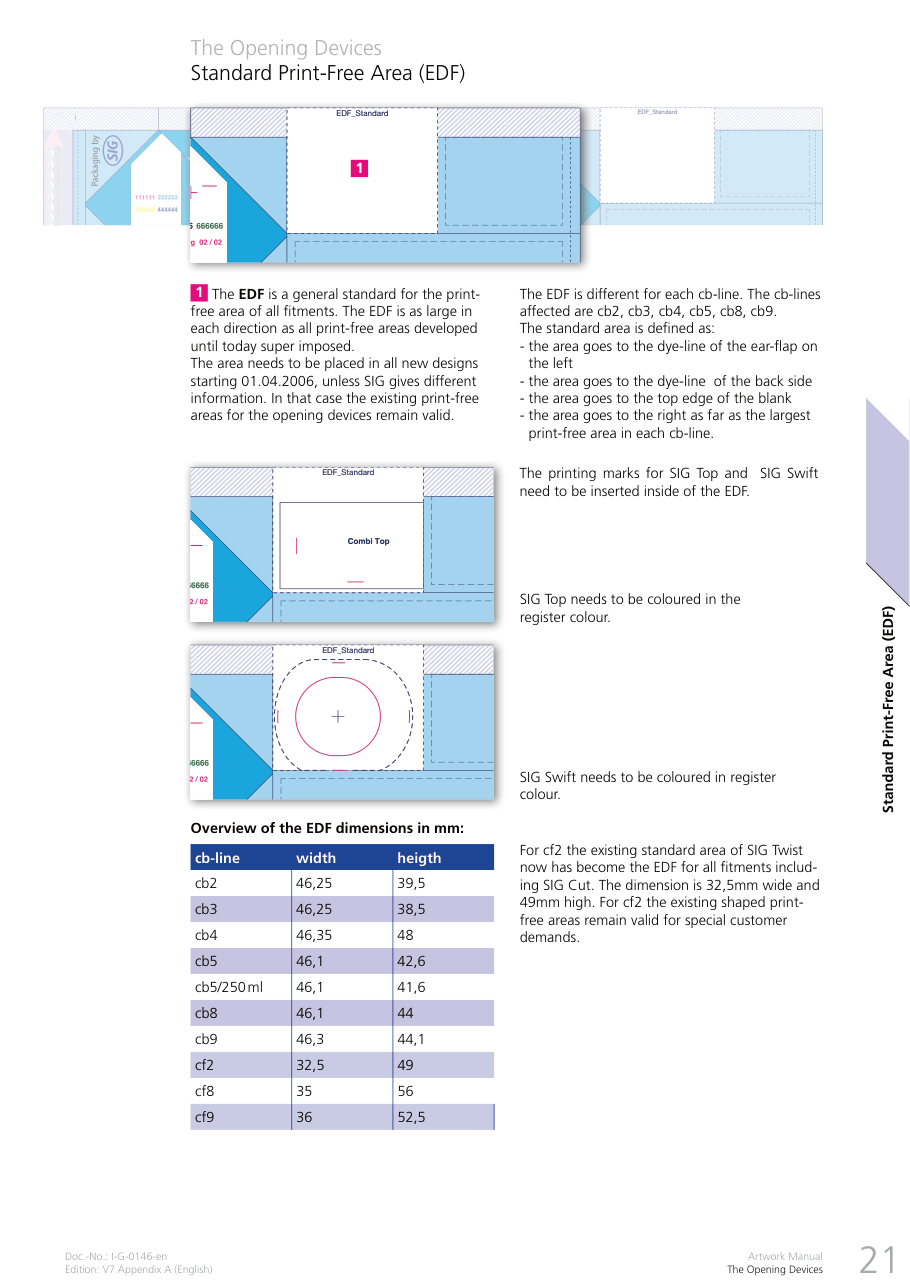 The Opening Devices
Standard Print-Free Area (EDF)
Packaging by
SIG
111111 222222
444444
EDF_Standard
1
5 666666
g 02 / 02
EDF_Standard
1 The EDF is a general standard for the print-
free area of all fitments. The EDF is as large in
each direction as all print-free areas developed
until today super imposed.
The area needs to be placed in all new designs
starting 01.04.2006, unless SIG gives different
information. In that case the existing print-free
areas for the opening devices remain valid.
The EDF is different for each cb-line. The cb-lines
affected are cb2, cb3, cb4, cb5, cb8, cb9.
The standard area is defined as:
- the area goes to the dye-line of the ear-flap on
the left
- the area goes to the dye-line of the back side
- the area goes to the top edge of the blank
- the area goes to the right as far as the largest
print-free area in each cb-line.
EDF_Standard
Combi Top
66666
2 / 02
The printing marks for SIG Top and SIG Swift
need to be inserted inside of the EDF.
SIG Top needs to be coloured in the
register colour.
EDF_Standard
66666
2 / 02
SIG Swift needs to be coloured in register
colour.
Overview of the EDF dimensions in mm:
cb-line width heigth
cb2 46,25 39,5
cb3 46,25 38,5
cb4 46,35 48
cb5 46,1 42,6
cb5/250 ml 46,1 41,6
cb8 46,1 44
cb9 46,3 44,1
cf2 32,5 49
cf8 35 56
cf9 36 52,5
For cf2 the existing standard area of SIG Twist
now has become the EDF for all fitments includ-
ing SIG Cut. The dimension is 32,5mm wide and
49mm high. For cf2 the existing shaped print-
free areas remain valid for special customer
demands.
Standard Print-Free Area (EDF)
Doc.-No.: I-G-0146-en
Edition: V7 Appendix A (English)
Artwork Manual
The Opening Devices
21